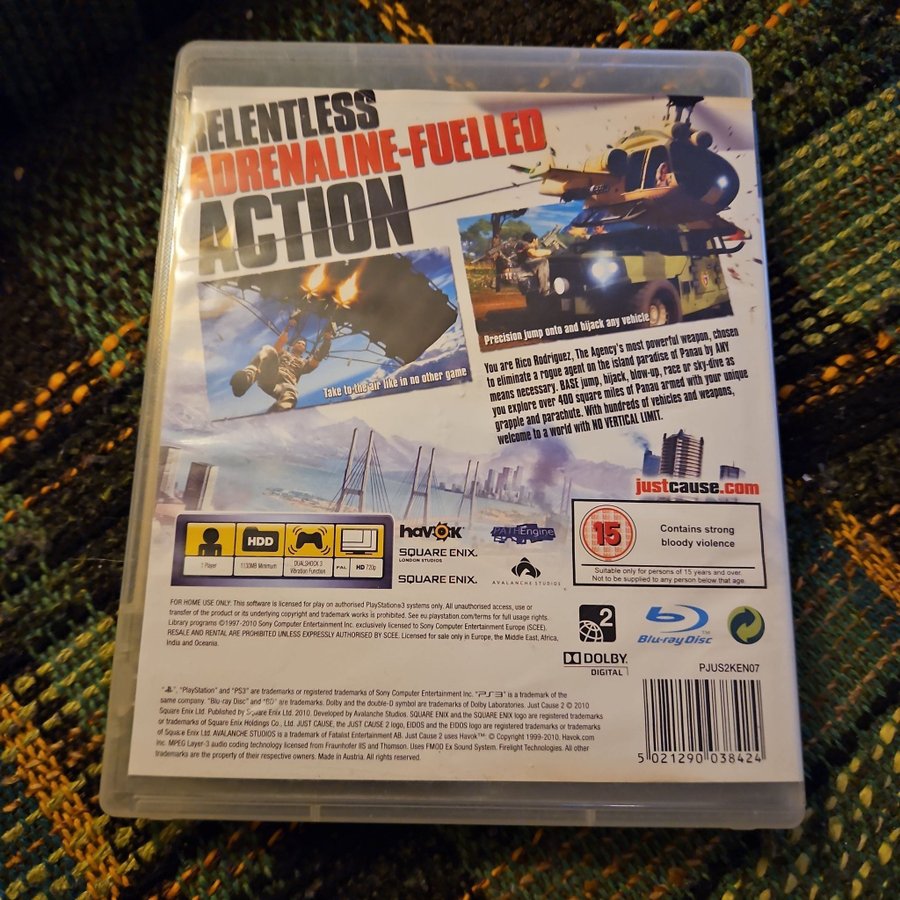 RELENTLESS
ADRENALINE-FUELLED
ACTION
Precision jump onto and hijack any vehicle
Take to the air like in no other game
You are Rico Rodriguez, The Agency's most powerful weapon, chosen
to eliminate a rogue agent on the island paradise of Panau by ANY
means necessary. BASE jump, hijack, blow-up, race or sky-dive as
you explore over 400 square miles of Panau armed with your unique
grapple and parachute. With hundreds of vehicles and weapons,
welcome to a world with NO VERTICAL LIMIT.
justcause.com
1 Player
HDD
1130MB Minimum
DUALSHOCK 3
Vibration Function
PAL
HD 720p
havok
PATHEngine
SQUARE ENIX.
LONDON STUDIOS
SQUARE ENIX.
AVALANCHE STUDIOS
15
Contains strong
bloody violence
Suitable only for persons of 15 years and over.
Not to be supplied to any person below that age.
FOR HOME USE ONLY: This software is licensed for play on authorised PlayStation®3 systems only. All unauthorised access, use or
transfer of the product or its underlying copyright and trademark works is prohibited. See eu.playstation.com/terms for full usage rights.
Library programs ©1997-2010 Sony Computer Entertainment Inc. exclusively licensed to Sony Computer Entertainment Europe (SCEE).
RESALE AND RENTAL ARE PROHIBITED UNLESS EXPRESSLY AUTHORISED BY SCEE. Licensed for sale only in Europe, the Middle East, Africa,
India and Oceania.
2
Blu-ray Disc™
DOLBY
DIGITAL
PJUS2KEN07
", "PlayStation" and "PS3" are trademarks or registered trademarks of Sony Computer Entertainment Inc. "PS3" is a trademark of the
same company. "Blu-ray Disc" and "BD" are trademarks. Dolby and the double-D symbol are trademarks of Dolby Laboratories. Just Cause 2 © 2010
Square Enix Ltd. Published by Square Enix Ltd. 2010. Developed by Avalanche Studios. SQUARE ENIX and the SQUARE ENIX logo are registered trademarks
or trademarks of Square Enix Holdings Co., Ltd. JUST CAUSE, the JUST CAUSE 2 logo, EIDOS and the EIDOS logo are registered trademarks or trademarks
of Square Enix Ltd. AVALANCHE STUDIOS is a trademark of Fatalist Entertainment AB. Just Cause 2 uses Havok™: © Copyright 1999-2010. Havok.com
Inc. MPEG Layer-3 audio coding technology licensed from Fraunhofer IIS and Thomson. Uses FMOD Ex Sound System. Firelight Technologies. All other
trademarks are the property of their respective owners. Made in Austria. All rights reserved.
5 021290 038424